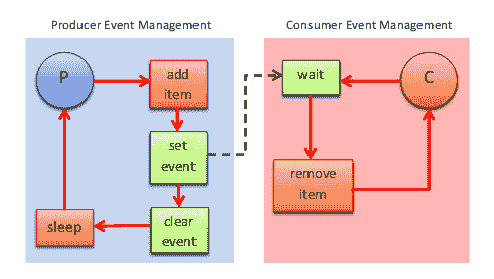 Producer Event Management
Consumer Event Management
P
add
item
set
event
clear
event
sleep
wait
C
remove
item